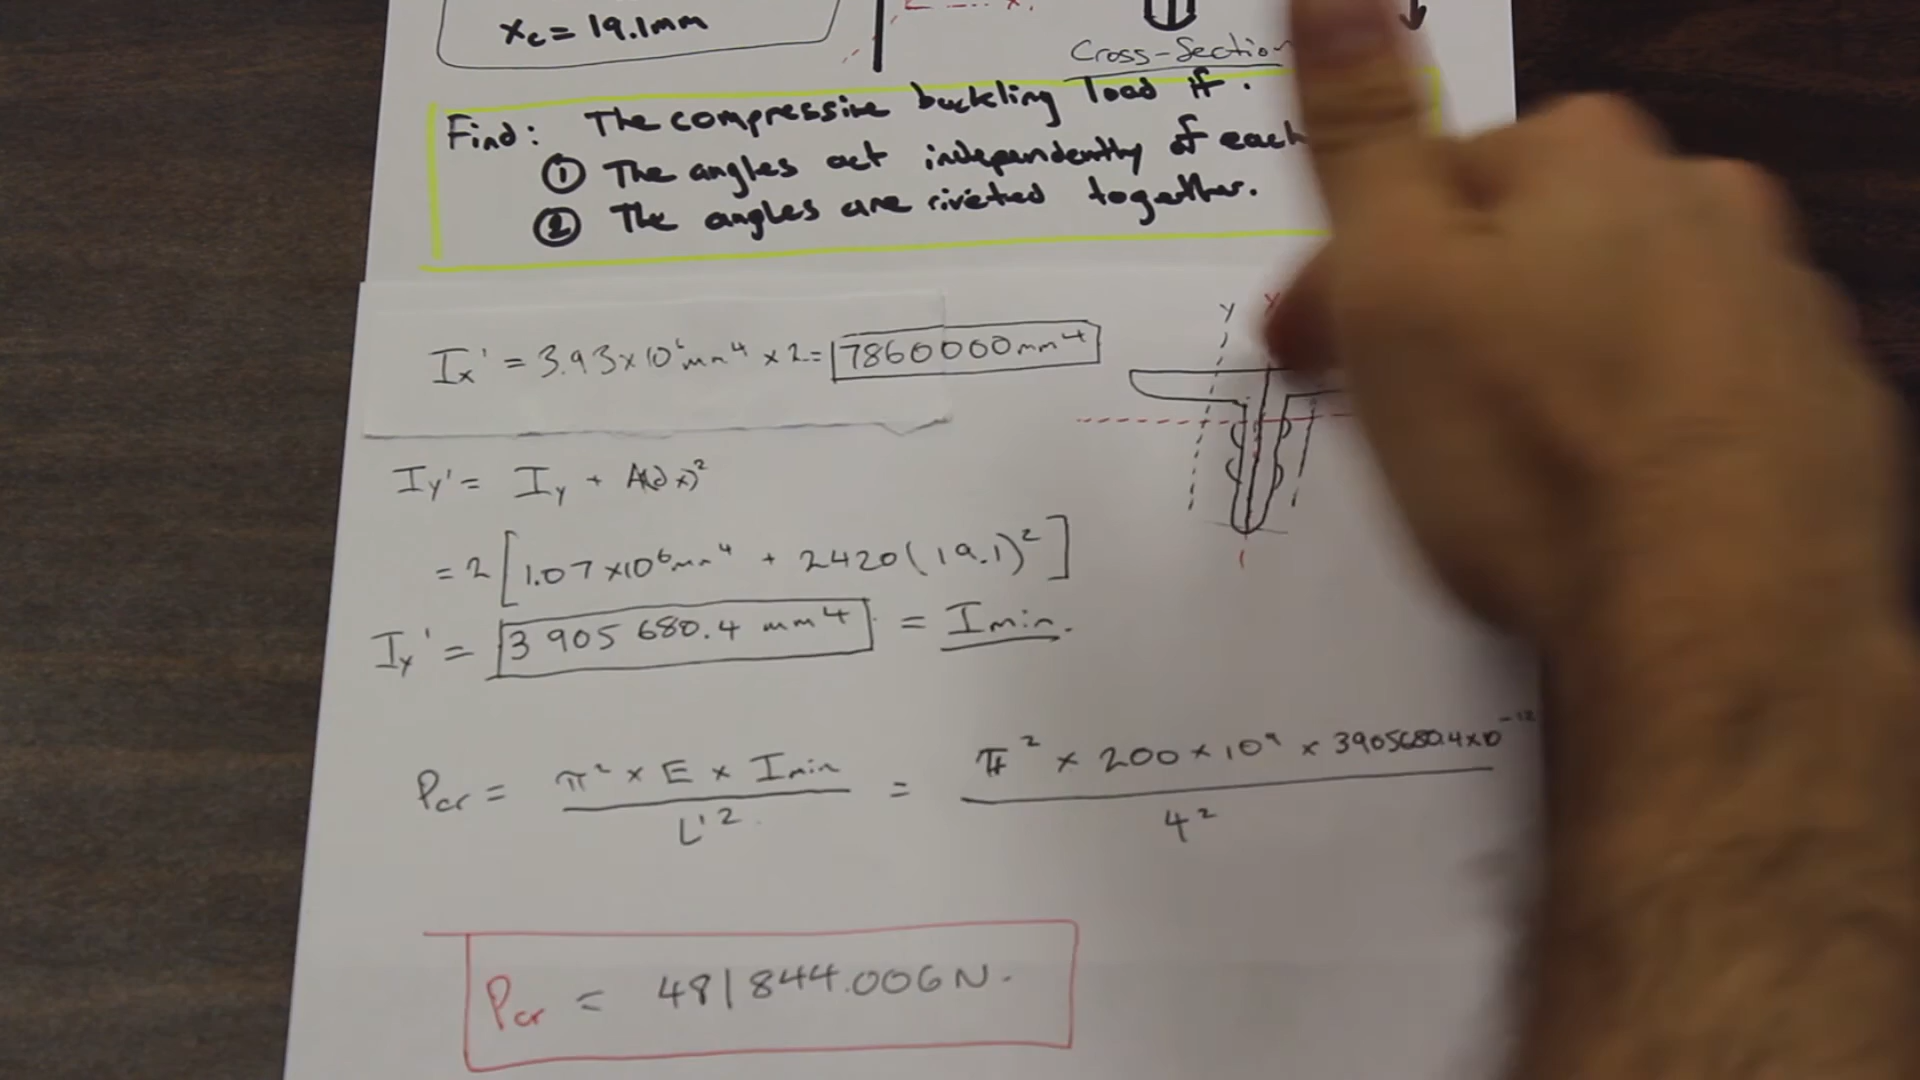 xc = 19.1mm
Cross-Section
Find: The compressive buckling load if.
① The angles act independently of each
② The angles are riveted together.
Ix' = 3.93×10⁶mm⁴ × 2 = 7860000mm⁴
Y Y
Iy' = Iy + A(dx)²
= 2[1.07×10⁶mm⁴ + 2420(19.1)²]
Iy' = 3 905 680.4 mm⁴ = Imin.
Pcr = π² × E × Imin / L'² = π² × 200×10⁹ × 3905680.4×10⁻¹² / 4²
Pcr = 481844.006N.